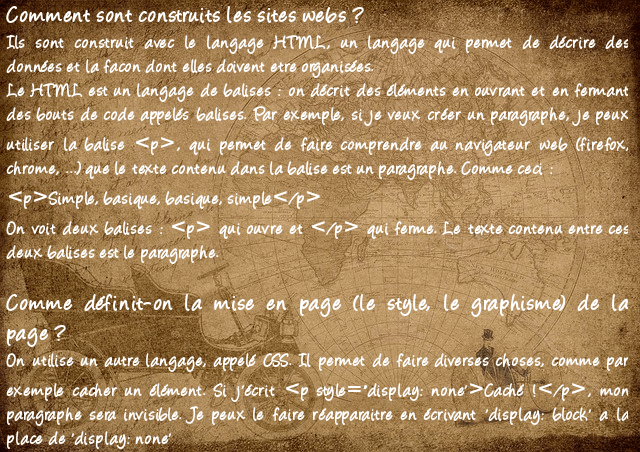 Comment sont construits les sites webs ?
Ils sont construit avec le langage HTML, un langage qui permet de décrire des
données et la facon dont elles doivent etre organisées.
Le HTML est un langage de balises : on décrit des éléments en ouvrant et en fermant
des bouts de code appelés balises. Par exemple, si je veux créer un paragraphe, je peux
utiliser la balise <p>, qui permet de faire comprendre au navigateur web (firefox,
chrome, ...) que le texte contenu dans la balise est un paragraphe. Comme ceci :
<p>Simple, basique, basique, simple</p>
On voit deux balises : <p> qui ouvre et </p> qui ferme. Le texte contenu entre ces
deux balises est le paragraphe.
Comme définit-on la mise en page (le style, le graphisme) de la
page ?
On utilise un autre langage, appelé CSS. Il permet de faire diverses choses, comme par
exemple cacher un élément. Si j'écrit <p style="display: none">Caché !</p>, mon
paragraphe sera invisible. Je peux le faire réapparaitre en écrivant 'display: block' a la
place de 'display: none'